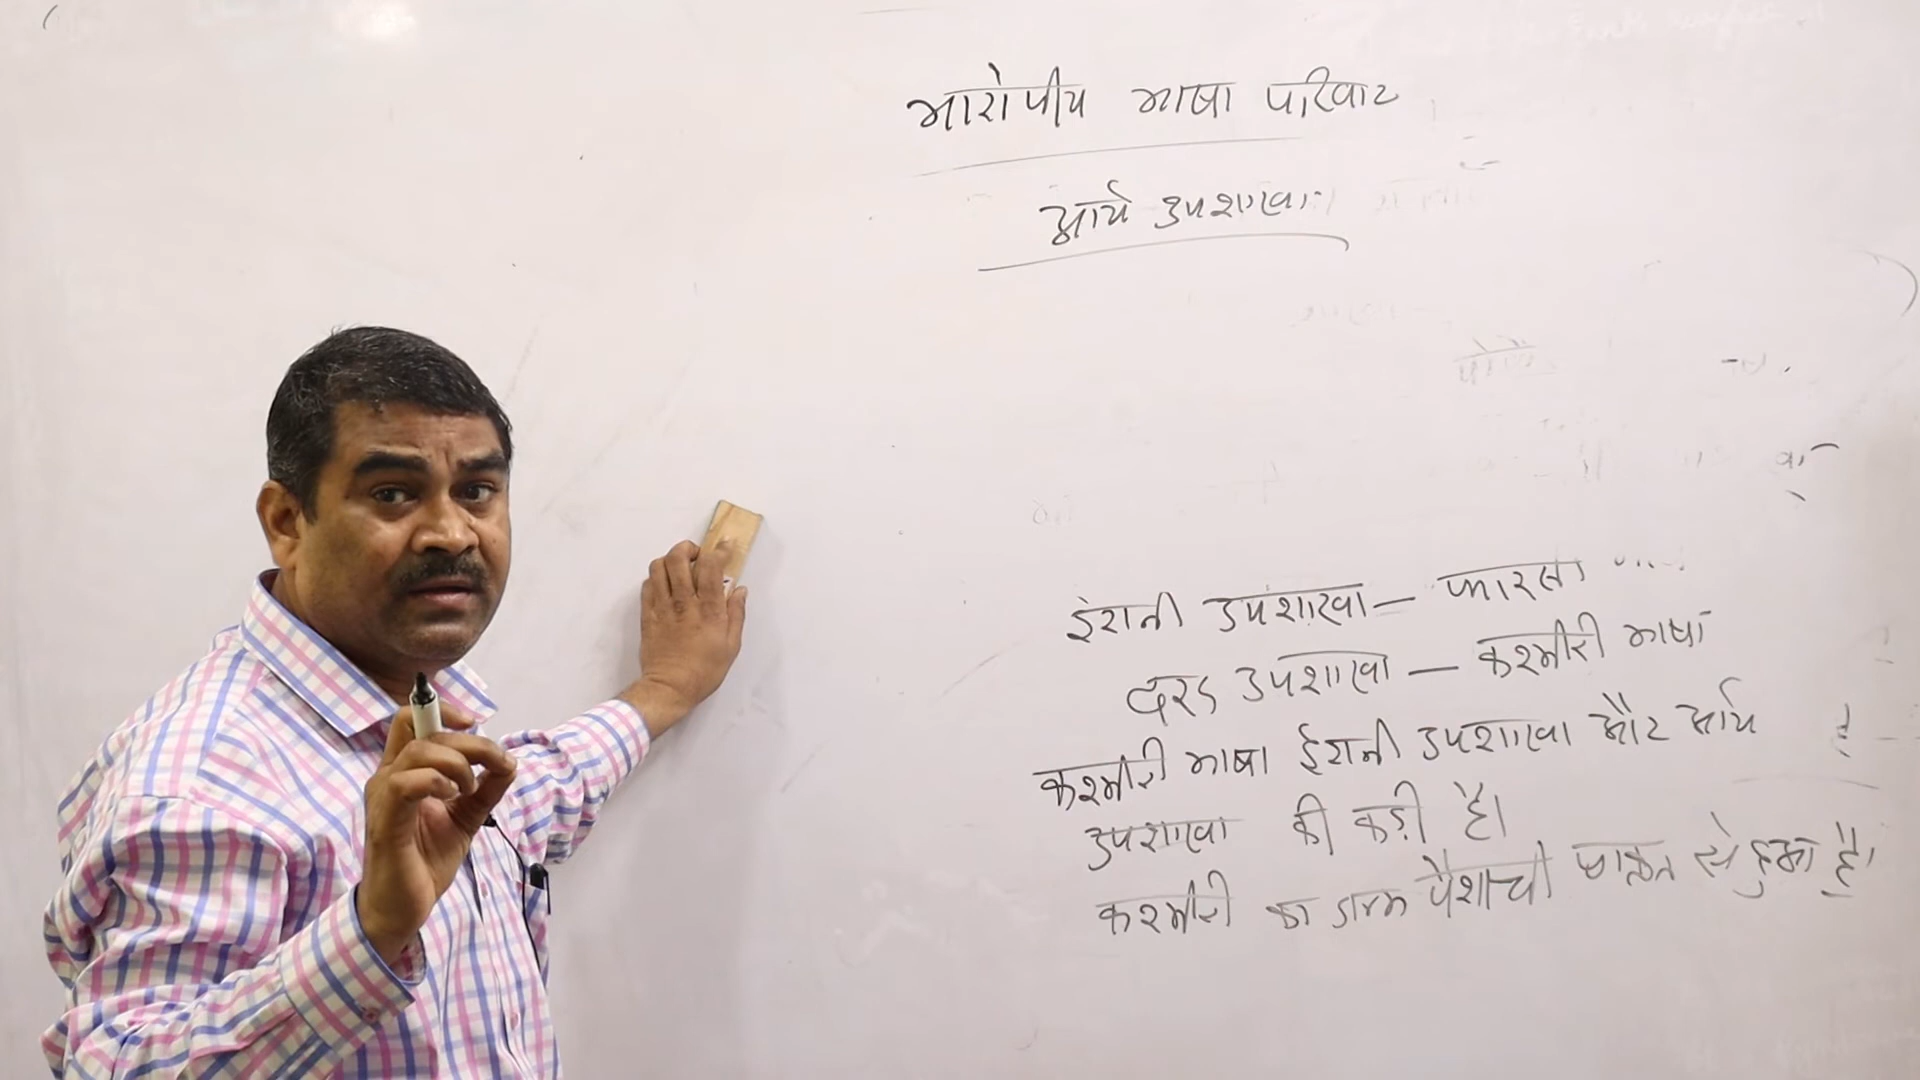 भारोपीय भाषा परिवार
आर्य उपशाखा
ईरानी उपशाखा — फारसी
दरद उपशाखा — कश्मीरी भाषा
कश्मीरी भाषा ईरानी उपशाखा और आर्य
उपशाखा की कड़ी है।
कश्मीरी का जन्म पैशाची प्राकृत से हुआ है।